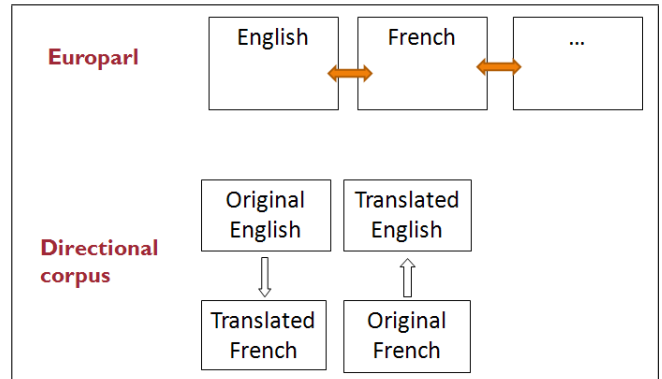 Europarl
English
French
...
Original
English
Translated
English
Directional
corpus
Translated
French
Original
French